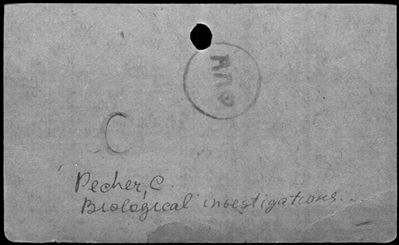 C
Pecher, C.
Biological investigations...